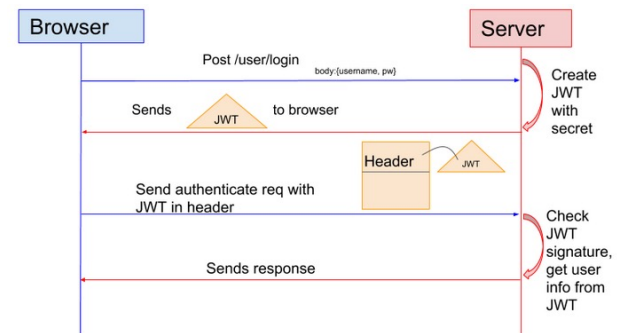 Browser
Server
Post /user/login
body:{username, pw}
Create
JWT
with
secret
Sends
JWT
to browser
Header
JWT
Send authenticate req with
JWT in header
Check
JWT
signature,
get user
info from
JWT
Sends response